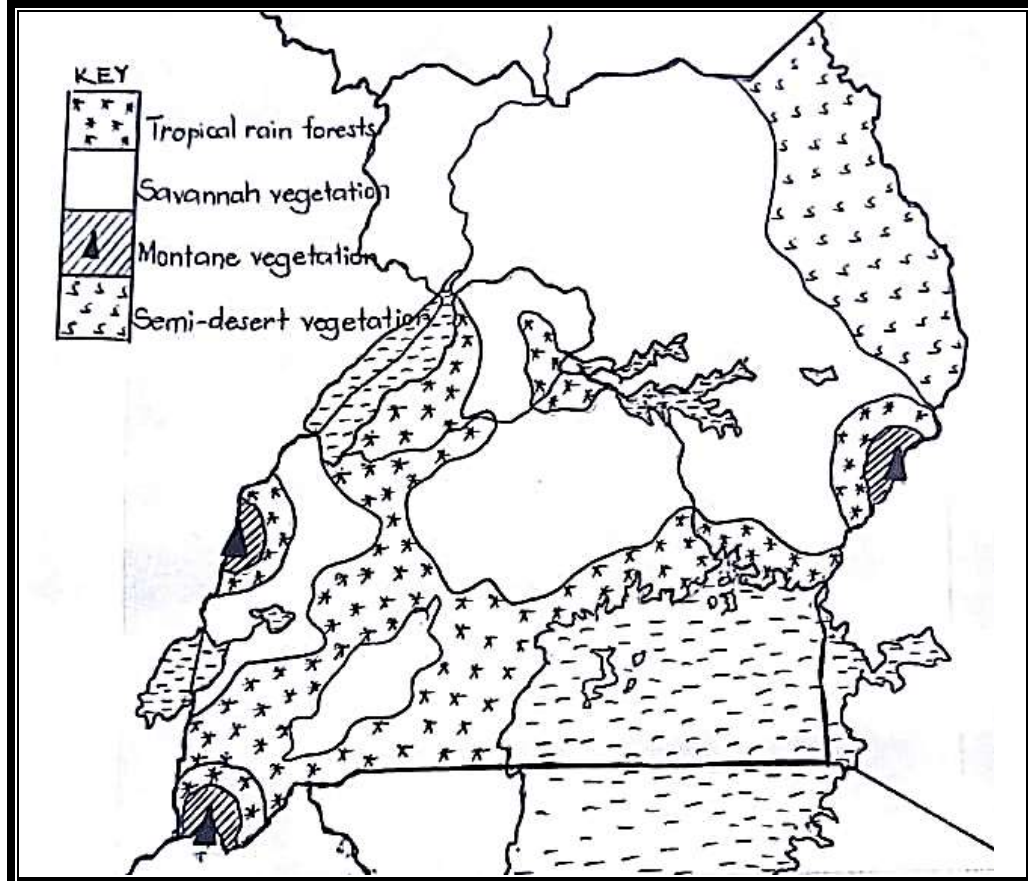 KEY
Tropical rain forests
Savannah vegetation
Montane vegetation
Semi-desert vegetation